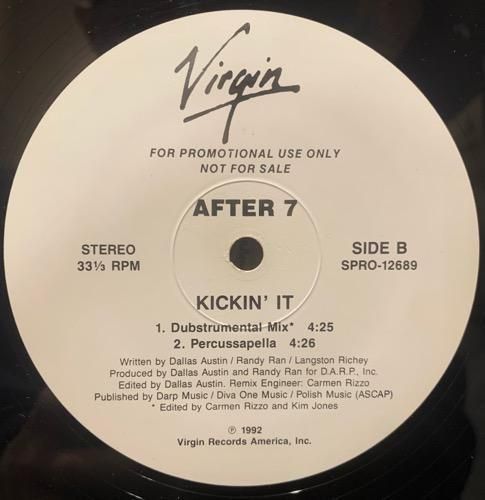 Virgin
FOR PROMOTIONAL USE ONLY
NOT FOR SALE
AFTER 7
STEREO
33⅓ RPM
SIDE B
SPRO-12689
KICKIN' IT
1. Dubstrumental Mix* 4:25
2. Percussapella 4:26
Written by Dallas Austin / Randy Ran / Langston Richey
Produced by Dallas Austin and Randy Ran for D.A.R.P., Inc.
Edited by Dallas Austin. Remix Engineer: Carmen Rizzo
Published by Darp Music / Diva One Music / Polish Music (ASCAP)
* Edited by Carmen Rizzo and Kim Jones
℗ 1992
Virgin Records America, Inc.